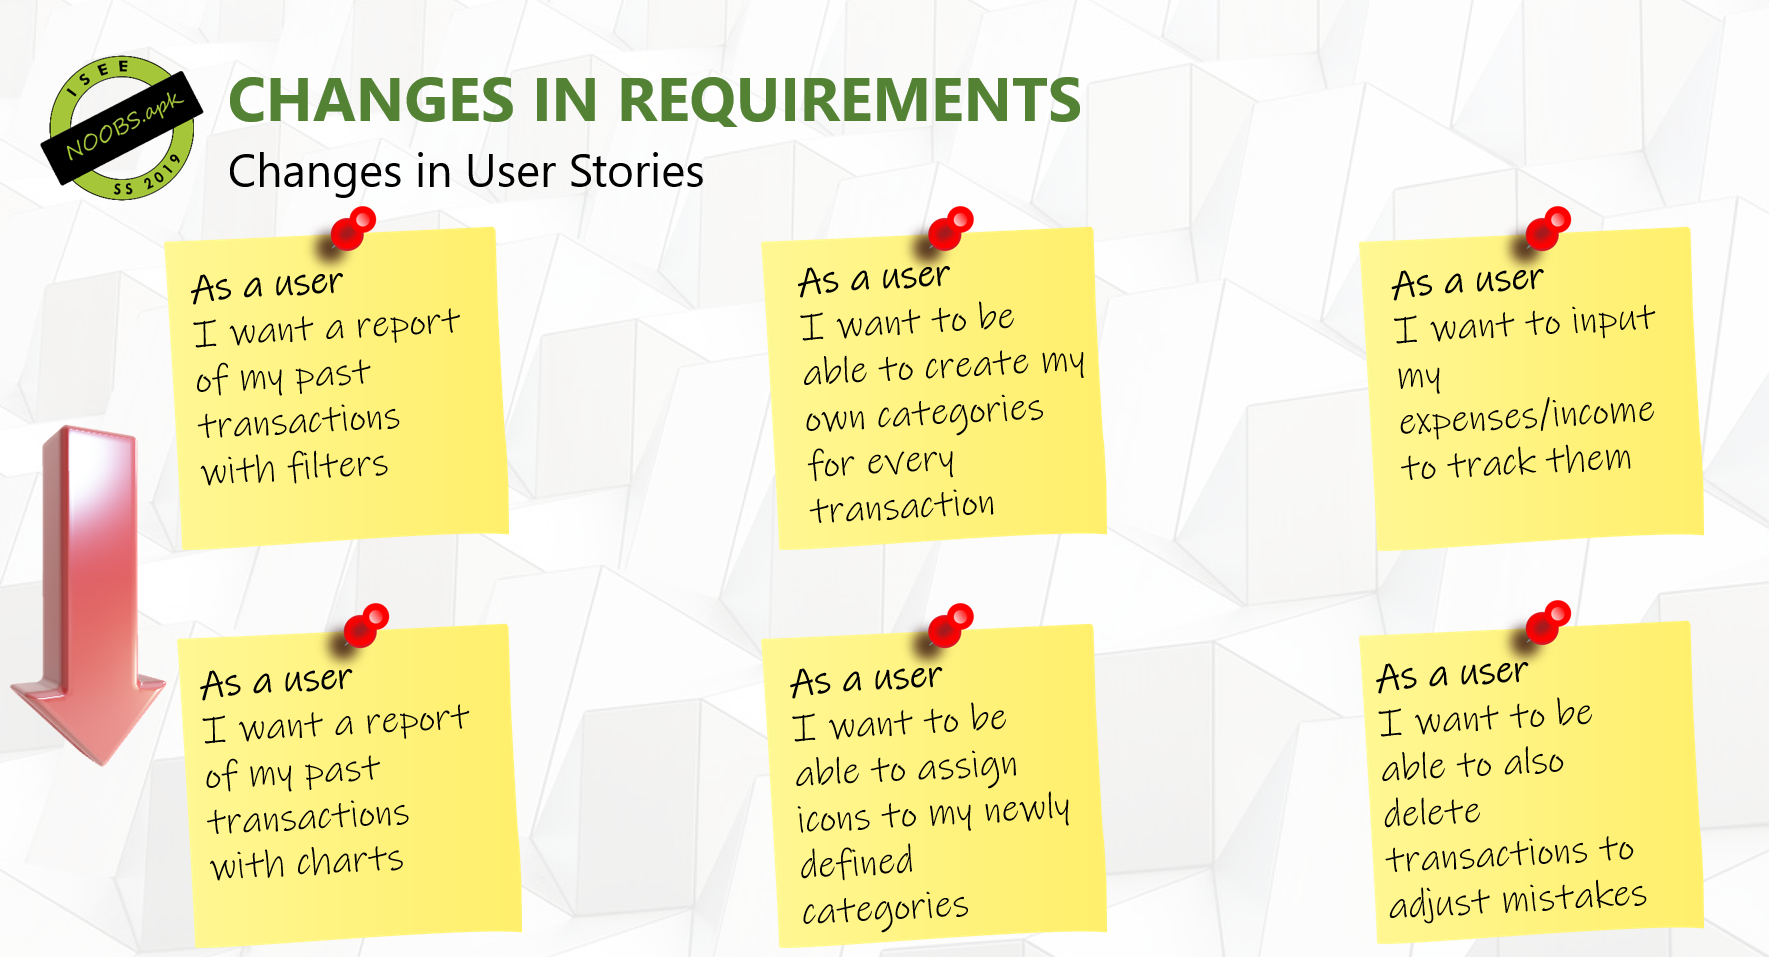 ISEE
NOOBS.apk
SS 2019
CHANGES IN REQUIREMENTS
Changes in User Stories
As a user
I want a report
of my past
transactions
with filters
As a user
I want to be
able to create my
own categories
for every
transaction
As a user
I want to input
my
expenses/income
to track them
As a user
I want a report
of my past
transactions
with charts
As a user
I want to be
able to assign
icons to my newly
defined
categories
As a user
I want to be
able to also
delete
transactions to
adjust mistakes